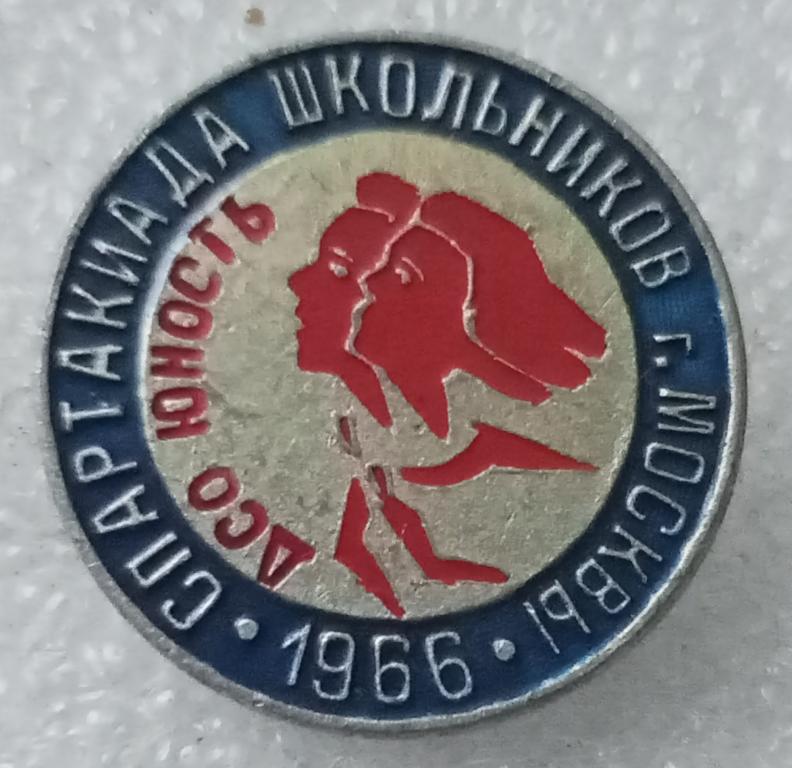 СПАРТАКИАДА ШКОЛЬНИКОВ г. МОСКВЫ
• 1966 •
ДСО ЮНОСТЬ